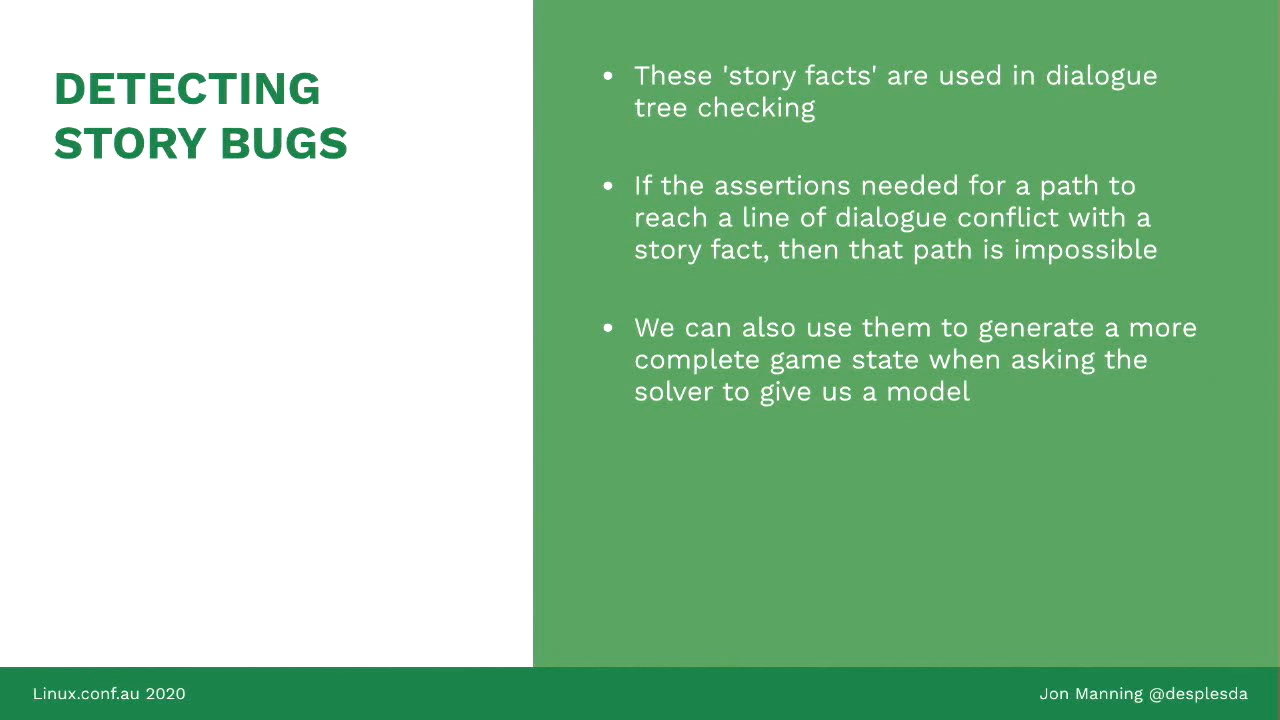 DETECTING
STORY BUGS
• These 'story facts' are used in dialogue
tree checking
• If the assertions needed for a path to
reach a line of dialogue conflict with a
story fact, then that path is impossible
• We can also use them to generate a more
complete game state when asking the
solver to give us a model
Linux.conf.au 2020
Jon Manning @desplesda